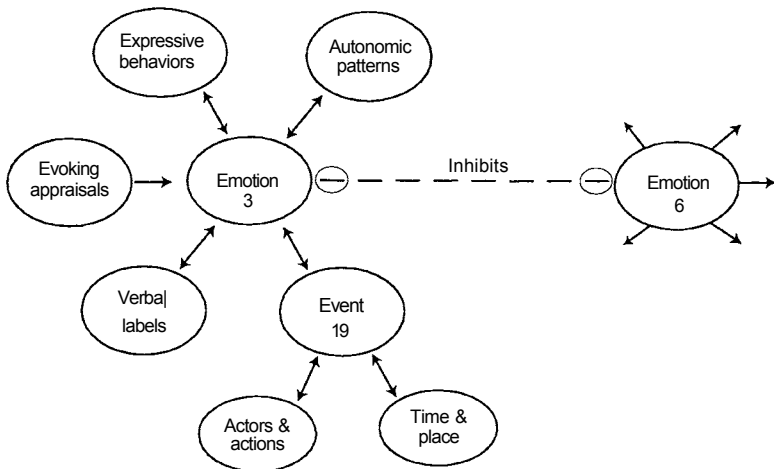 Expressive
behaviors
Autonomic
patterns
Evoking
appraisals
Emotion
3
Inhibits
Emotion
6
Verbal
labels
Event
19
Actors &
actions
Time &
place